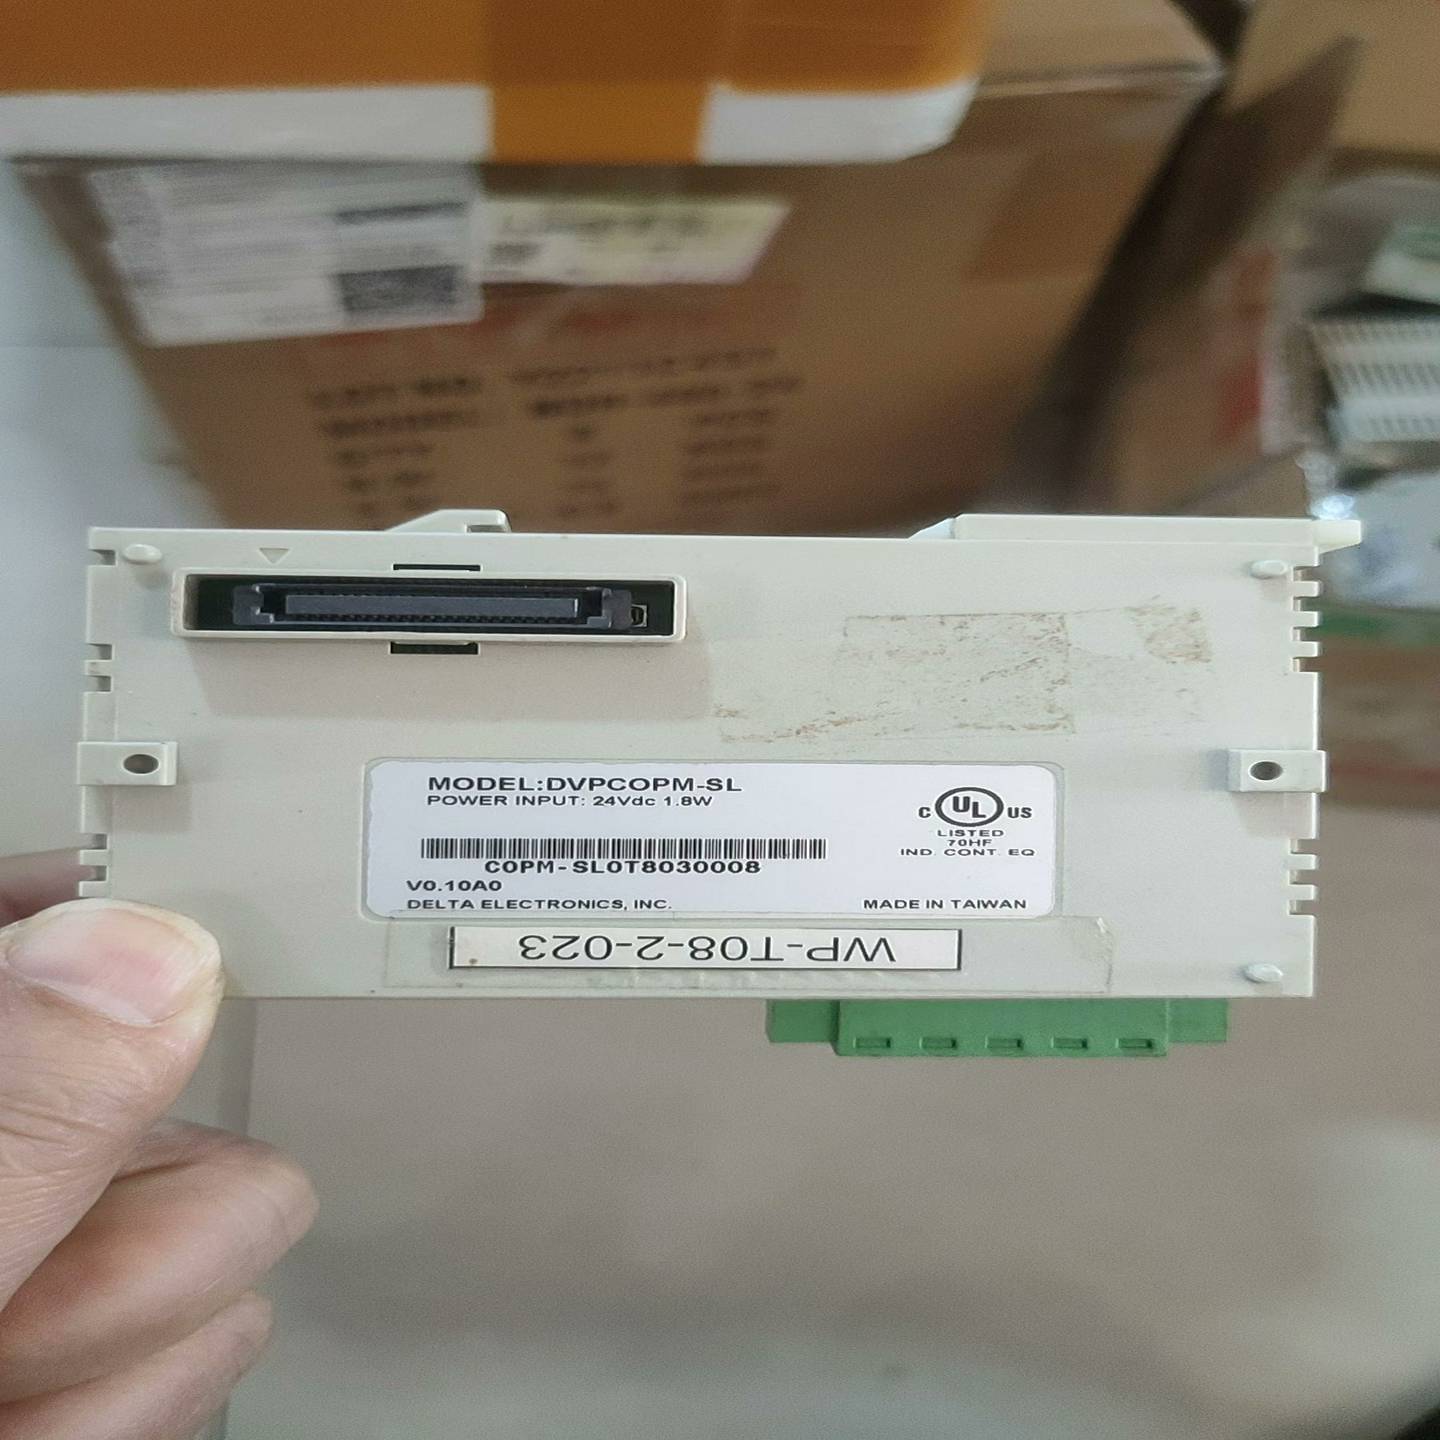 MODEL:DVPCOPM-SL
POWER INPUT: 24Vdc 1.8W
C UL US
LISTED
70HF
IND. CONT. EQ
COPM-SL0T8030008
V0.10A0
DELTA ELECTRONICS, INC.
MADE IN TAIWAN
WP-T08-2-023